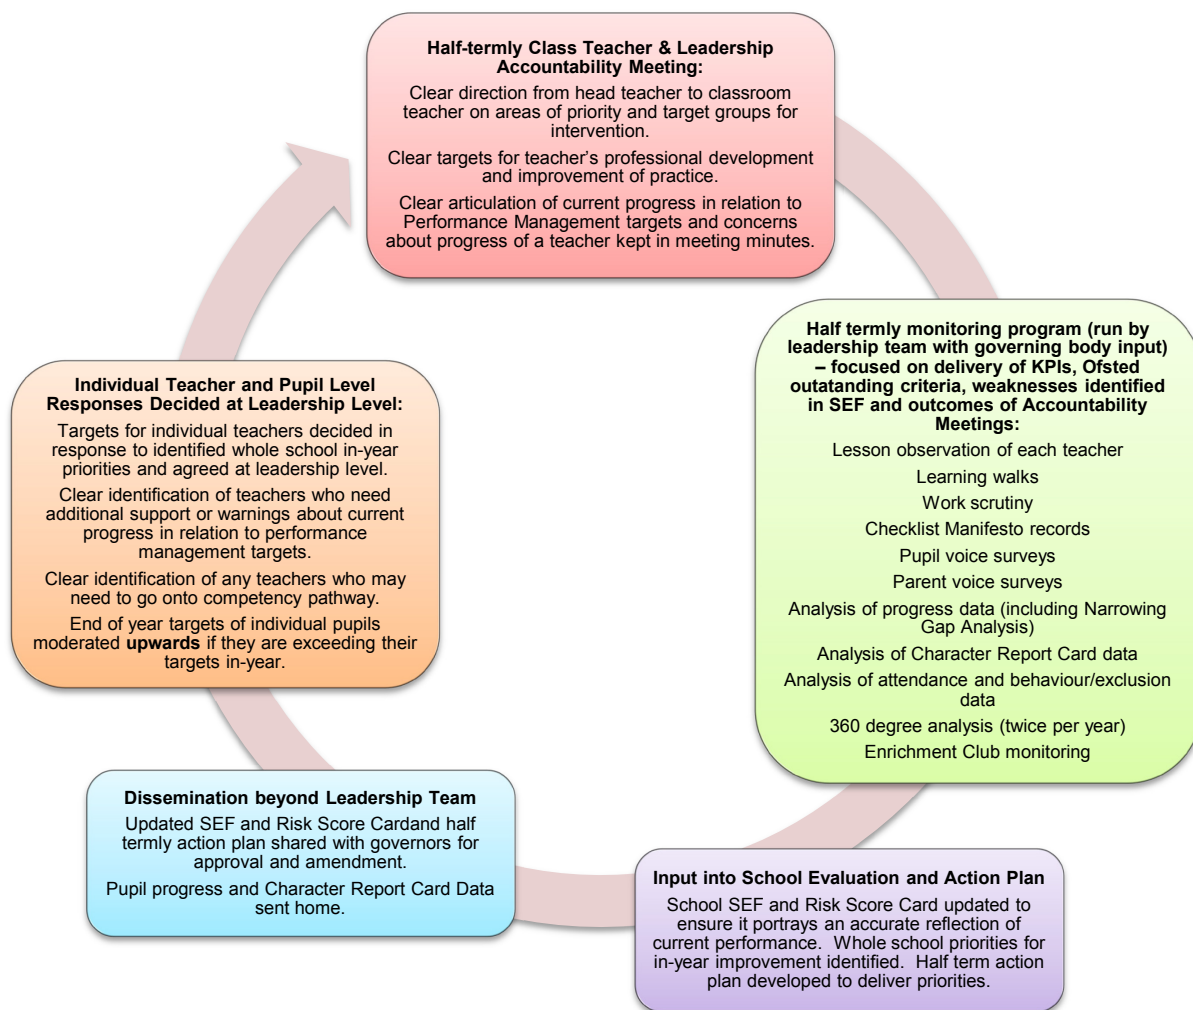 Half-termly Class Teacher & Leadership
Accountability Meeting:
Clear direction from head teacher to classroom
teacher on areas of priority and target groups for
intervention.
Clear targets for teacher's professional development
and improvement of practice.
Clear articulation of current progress in relation to
Performance Management targets and concerns
about progress of a teacher kept in meeting minutes.
Half termly monitoring program (run by
leadership team with governing body input)
– focused on delivery of KPIs, Ofsted
outatanding criteria, weaknesses identified
in SEF and outcomes of Accountability
Meetings:
Lesson observation of each teacher
Learning walks
Work scrutiny
Checklist Manifesto records
Pupil voice surveys
Parent voice surveys
Analysis of progress data (including Narrowing
Gap Analysis)
Analysis of Character Report Card data
Analysis of attendance and behaviour/exclusion
data
360 degree analysis (twice per year)
Enrichment Club monitoring
Input into School Evaluation and Action Plan
School SEF and Risk Score Card updated to
ensure it portrays an accurate reflection of
current performance.  Whole school priorities for
in-year improvement identified.  Half term action
plan developed to deliver priorities.
Dissemination beyond Leadership Team
Updated SEF and Risk Score Cardand half
termly action plan shared with governors for
approval and amendment.
Pupil progress and Character Report Card Data
sent home.
Individual Teacher and Pupil Level
Responses Decided at Leadership Level:
Targets for individual teachers decided in
response to identified whole school in-year
priorities and agreed at leadership level.
Clear identification of teachers who need
additional support or warnings about current
progress in relation to performance
management targets.
Clear identification of any teachers who may
need to go onto competency pathway.
End of year targets of individual pupils
moderated upwards if they are exceeding their
targets in-year.